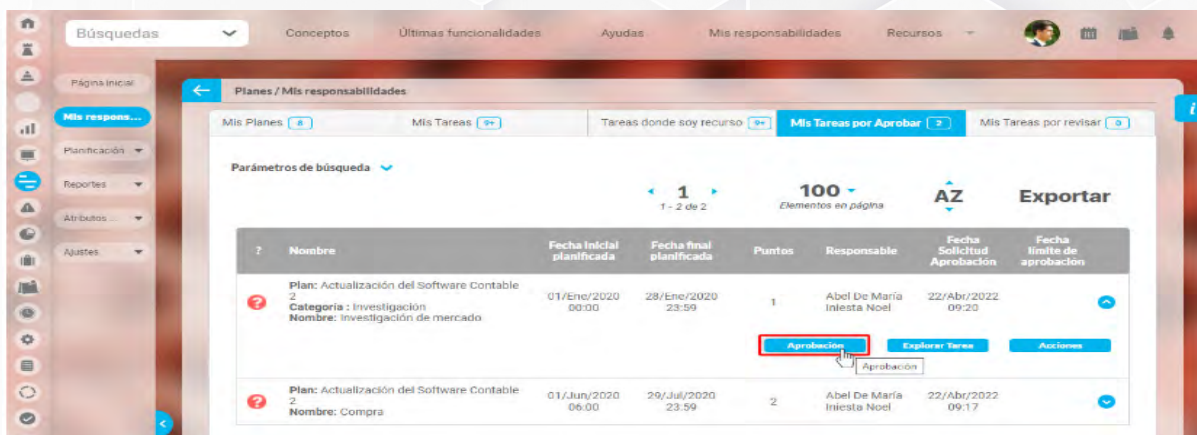 Búsquedas
Conceptos
Últimas funcionalidades
Ayudas
Mis responsabilidades
Recursos
Página Inicial
Mis respons...
Planificación
Reportes
Atributos ...
Ajustes
Planes / Mis responsabilidades
Mis Planes 6
Mis Tareas 9+
Tareas donde soy recurso 9+
Mis Tareas por Aprobar 2
Mis Tareas por revisar 0
Parámetros de búsqueda
1
1 - 2 de 2
100
Elementos en página
AZ
Exportar
? Nombre Fecha Inicial planificada Fecha final planificada Puntos Responsable Fecha Solicitud Aprobación Fecha límite de aprobación
Plan: Actualización del Software Contable
2
Categoría : Investigación
Nombre: Investigación de mercado
01/Ene/2020
00:00
28/Ene/2020
23:59
1
Abel De María
Iniesta Noel
22/Abr/2022
09:20
Aprobación
Explorar Tarea
Acciones
Aprobación
Plan: Actualización del Software Contable
2
Nombre: Compra
01/Jun/2020
06:00
29/Jul/2020
23:59
2
Abel De María
Iniesta Noel
22/Abr/2022
09:17
i